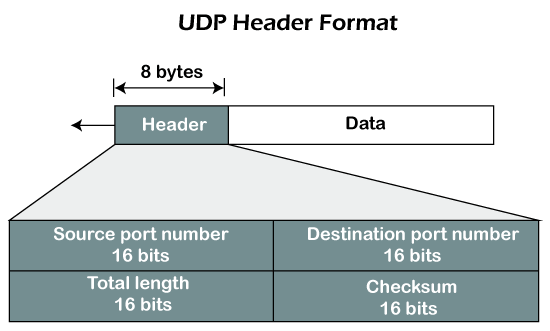 UDP Header Format
8 bytes
Header
Data
Source port number
16 bits
Destination port number
16 bits
Total length
16 bits
Checksum
16 bits